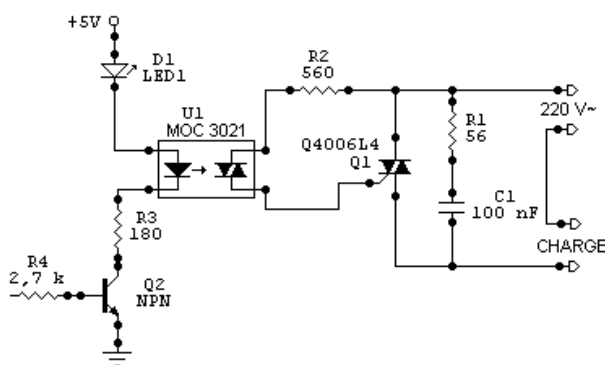 +5V
D1
LED1
R2
560
U1
MOC 3021
R1
56
220 V~
Q4006L4
Q1
C1
100 nF
R3
180
CHARGE
R4
2,7 k
Q2
NPN